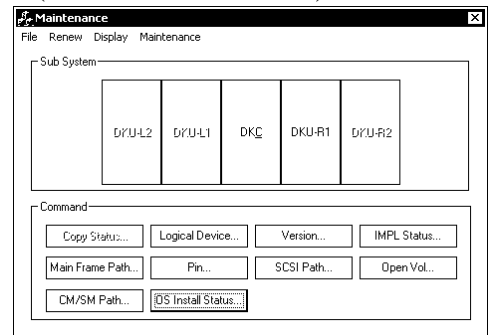 Maintenance
File Renew Display Maintenance
Sub System
DKU-L2 DKU-L1 DKC DKU-R1 DKU-R2
Command
Copy Status... Logical Device... Version... IMPL Status...
Main Frame Path... Pin... SCSI Path... Open Vol...
CM/SM Path... OS Install Status...